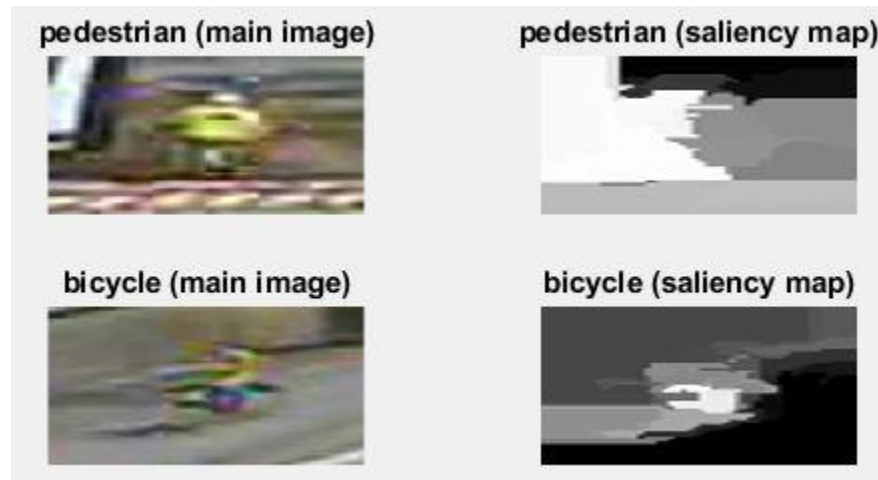 pedestrian (main image)
pedestrian (saliency map)
bicycle (main image)
bicycle (saliency map)